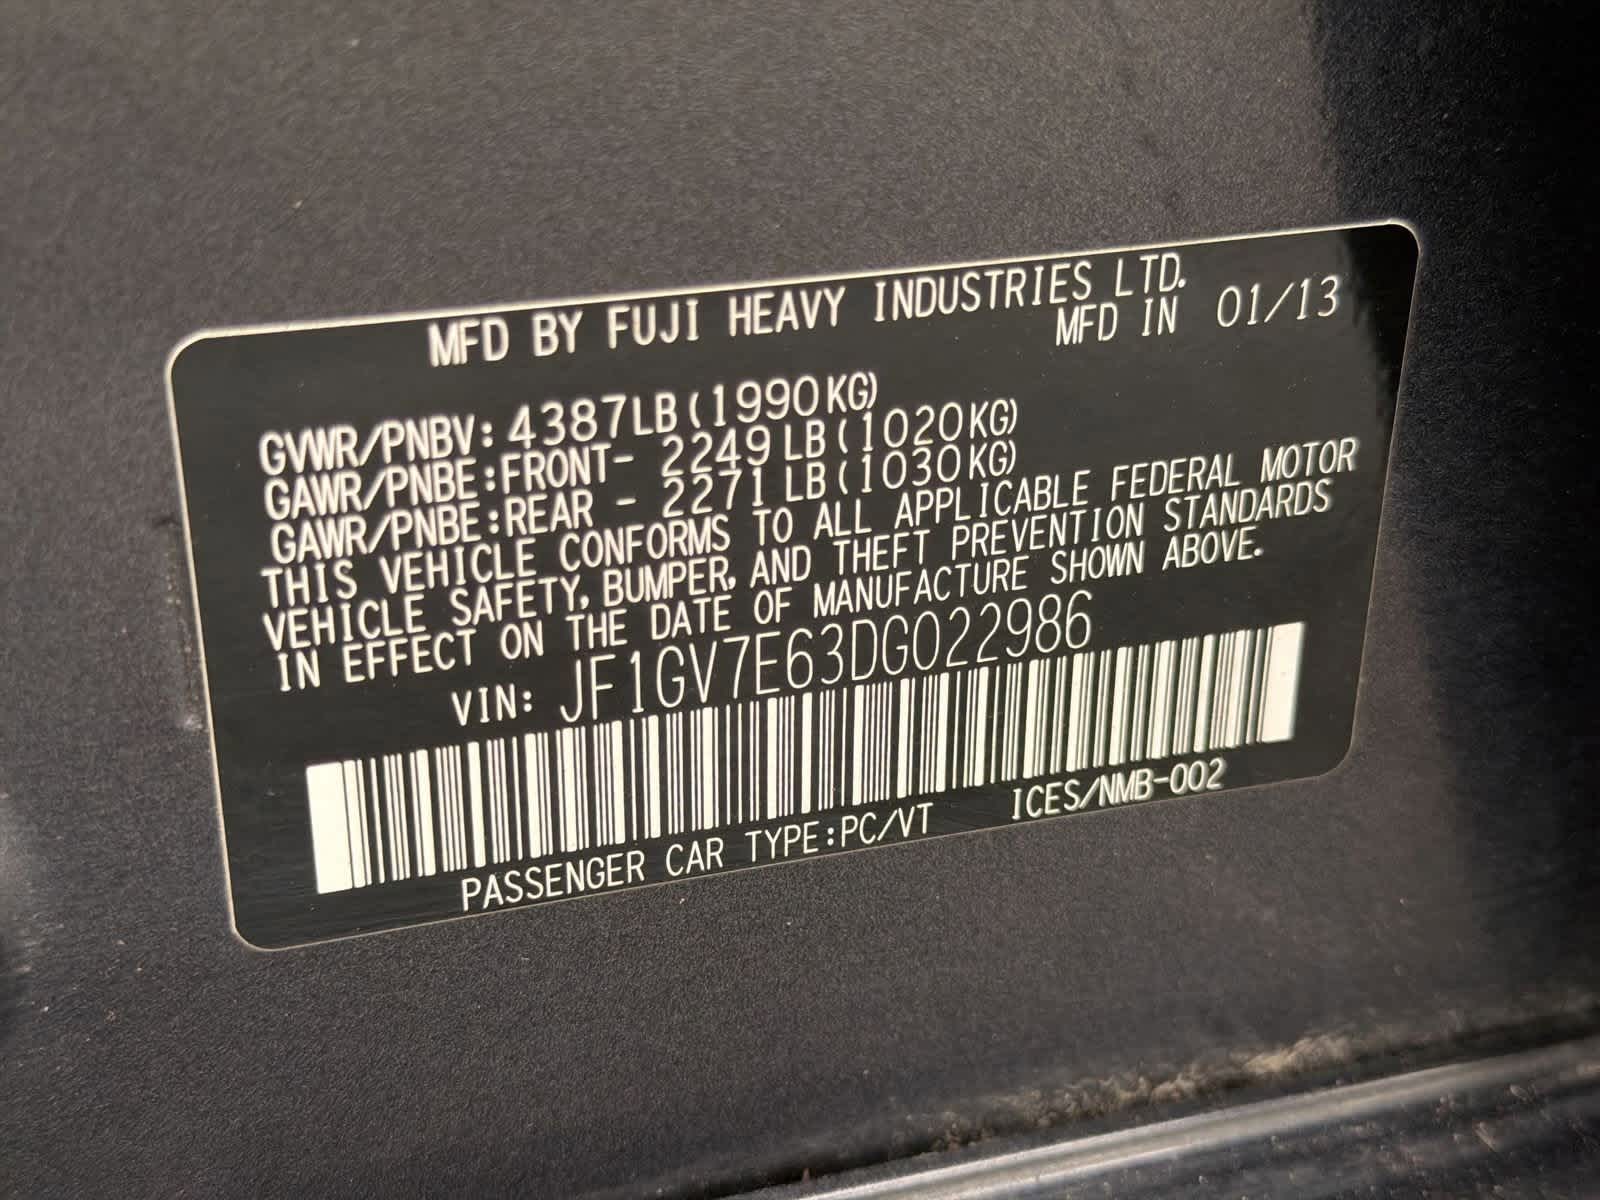 MFD BY FUJI HEAVY INDUSTRIES LTD.
MFD IN 01/13
GVWR/PNBV: 4387LB(1990KG)
GAWR/PNBE:FRONT- 2249LB(1020KG)
GAWR/PNBE:REAR - 2271LB(1030KG)
THIS VEHICLE CONFORMS TO ALL APPLICABLE FEDERAL MOTOR
VEHICLE SAFETY, BUMPER, AND THEFT PREVENTION STANDARDS
IN EFFECT ON THE DATE OF MANUFACTURE SHOWN ABOVE.
VIN: JF1GV7E63DG022986
PASSENGER CAR TYPE:PC/VT ICES/NMB-002